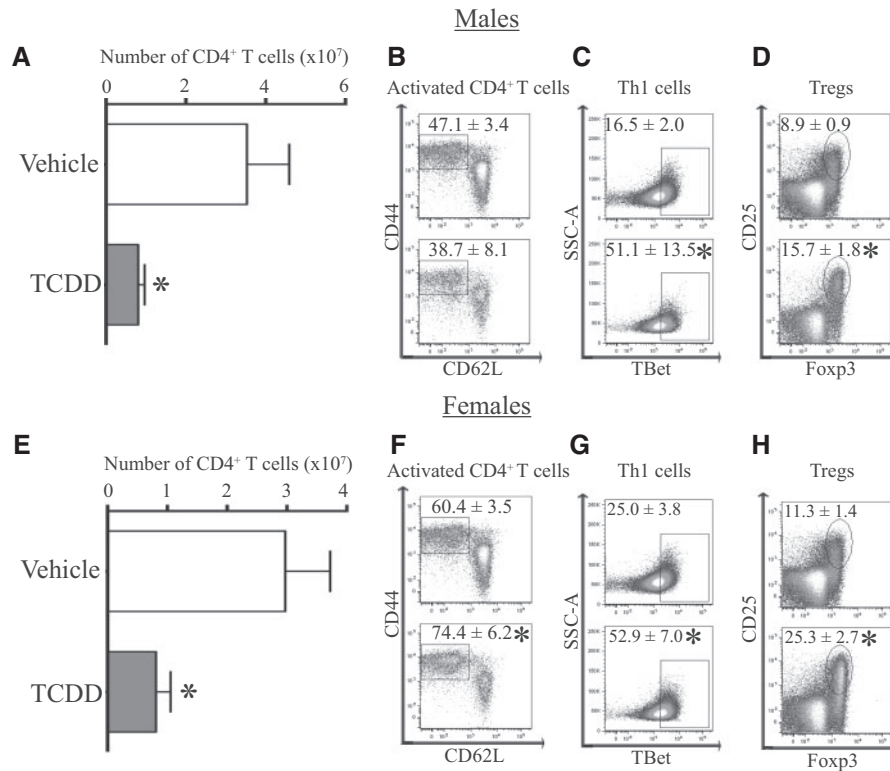 Males
A
Number of CD4⁺ T cells (x10⁷)
0 2 4 6
Vehicle
TCDD
*
B
Activated CD4⁺ T cells
47.1 ± 3.4
38.7 ± 8.1
CD44
CD62L
C
Th1 cells
16.5 ± 2.0
51.1 ± 13.5*
SSC-A
TBet
D
Tregs
8.9 ± 0.9
15.7 ± 1.8*
CD25
Foxp3
Females
E
Number of CD4⁺ T cells (x10⁷)
0 1 2 3 4
Vehicle
TCDD
*
F
Activated CD4⁺ T cells
60.4 ± 3.5
74.4 ± 6.2*
CD44
CD62L
G
Th1 cells
25.0 ± 3.8
52.9 ± 7.0*
SSC-A
TBet
H
Tregs
11.3 ± 1.4
25.3 ± 2.7*
CD25
Foxp3